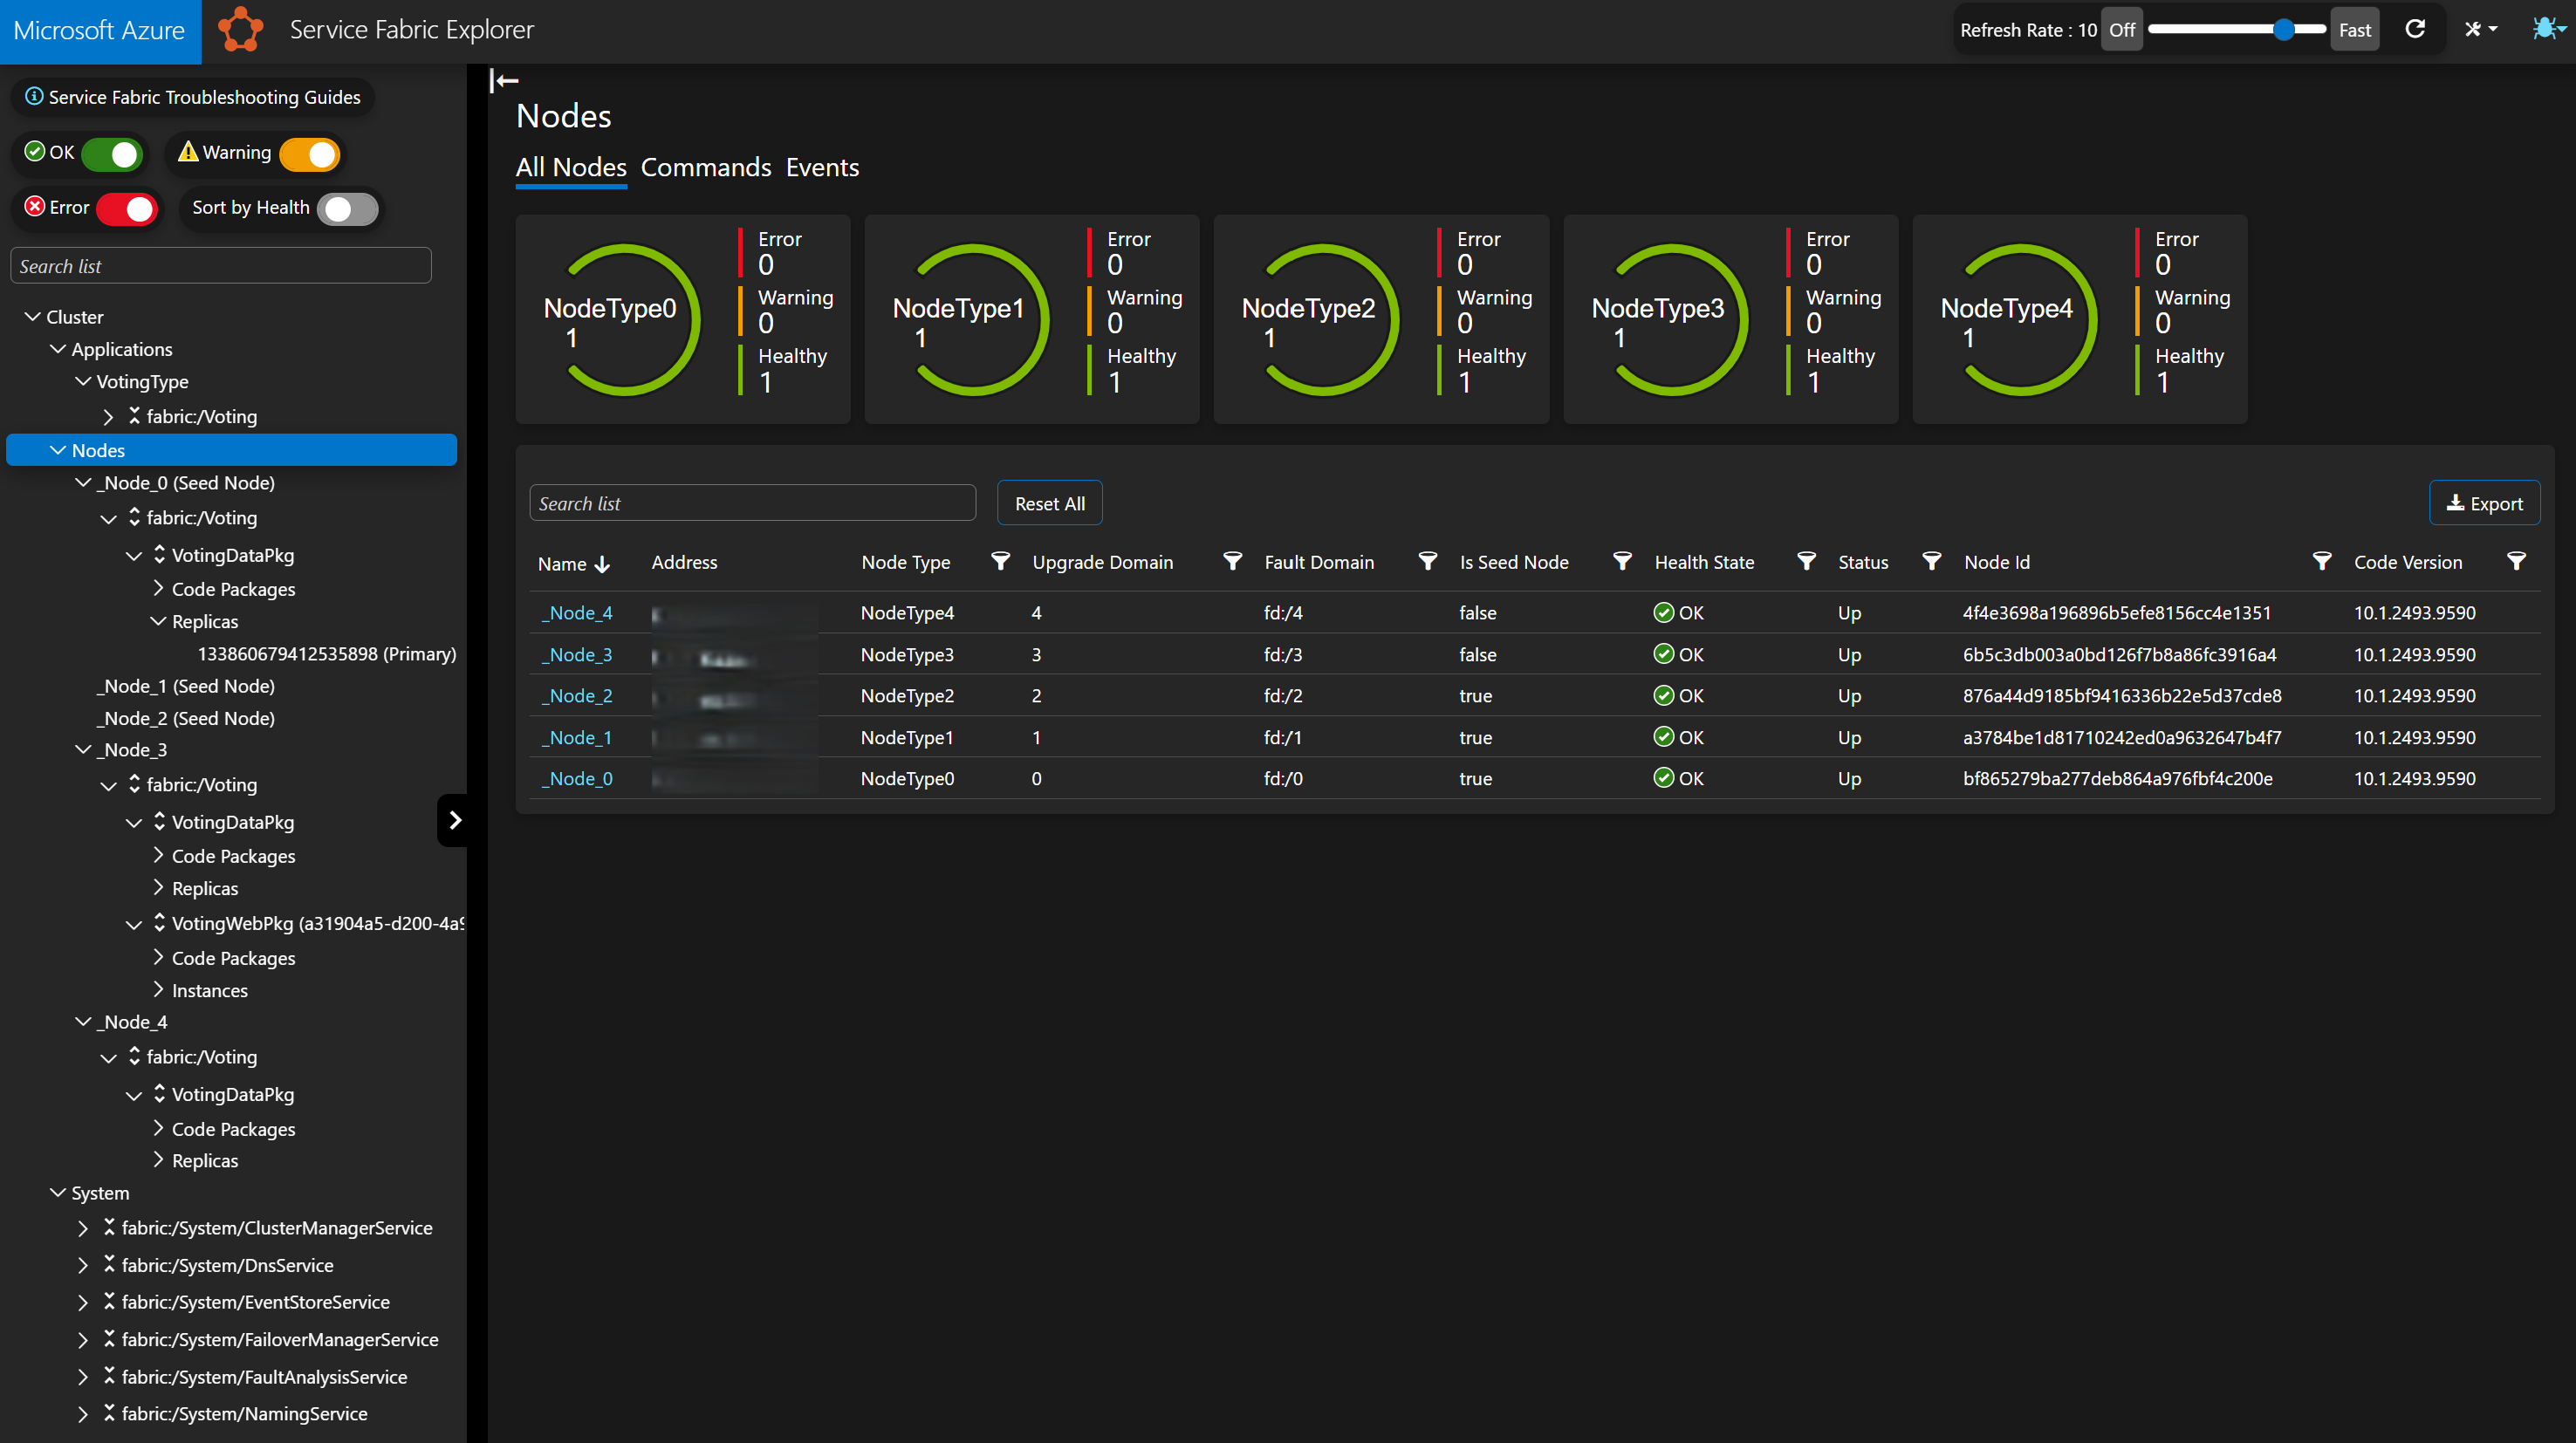 Microsoft Azure
Service Fabric Explorer
Refresh Rate : 10 Off Fast
Service Fabric Troubleshooting Guides
OK Warning
Error Sort by Health
Search list
Cluster
Applications
VotingType
fabric:/Voting
Nodes
_Node_0 (Seed Node)
fabric:/Voting
VotingDataPkg
Code Packages
Replicas
133860679412535898 (Primary)
_Node_1 (Seed Node)
_Node_2 (Seed Node)
_Node_3
fabric:/Voting
VotingDataPkg
Code Packages
Replicas
VotingWebPkg (a31904a5-d200-4a
Code Packages
Instances
_Node_4
fabric:/Voting
VotingDataPkg
Code Packages
Replicas
System
fabric:/System/ClusterManagerService
fabric:/System/DnsService
fabric:/System/EventStoreService
fabric:/System/FailoverManagerService
fabric:/System/FaultAnalysisService
fabric:/System/NamingService
Nodes
All Nodes Commands Events
NodeType0
1
Error
0
Warning
0
Healthy
1
NodeType1
1
Error
0
Warning
0
Healthy
1
NodeType2
1
Error
0
Warning
0
Healthy
1
NodeType3
1
Error
0
Warning
0
Healthy
1
NodeType4
1
Error
0
Warning
0
Healthy
1
Search list Reset All Export
Name Address Node Type Upgrade Domain Fault Domain Is Seed Node Health State Status Node Id Code Version
_Node_4 NodeType4 4 fd:/4 false OK Up 4f4e3698a196896b5efe8156cc4e1351 10.1.2493.9590
_Node_3 NodeType3 3 fd:/3 false OK Up 6b5c3db003a0bd126f7b8a86fc3916a4 10.1.2493.9590
_Node_2 NodeType2 2 fd:/2 true OK Up 876a44d9185bf9416336b22e5d37cde8 10.1.2493.9590
_Node_1 NodeType1 1 fd:/1 true OK Up a3784be1d81710242ed0a9632647b4f7 10.1.2493.9590
_Node_0 NodeType0 0 fd:/0 true OK Up bf865279ba277deb864a976fbf4c200e 10.1.2493.9590